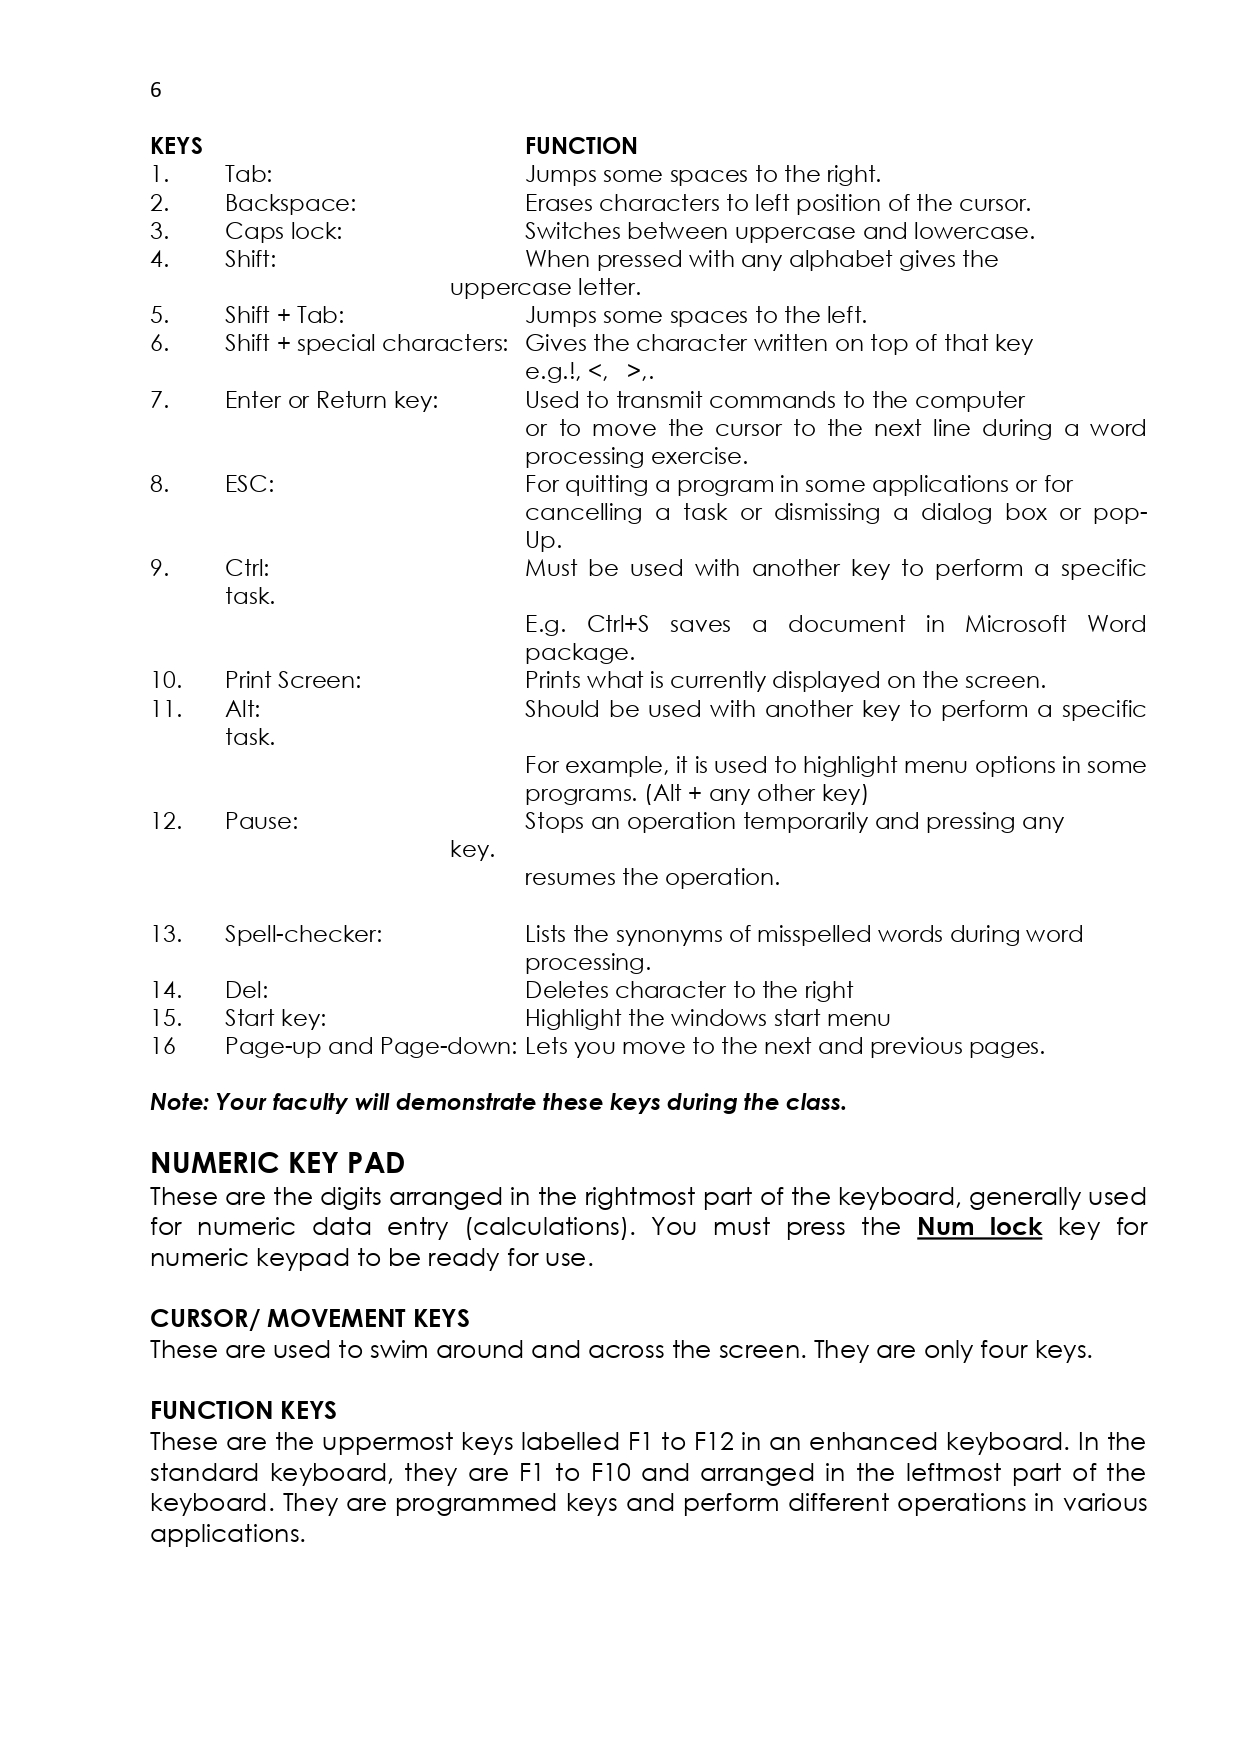 6
KEYS FUNCTION
1. Tab: Jumps some spaces to the right.
2. Backspace: Erases characters to left position of the cursor.
3. Caps lock: Switches between uppercase and lowercase.
4. Shift: When pressed with any alphabet gives the
uppercase letter.
5. Shift + Tab: Jumps some spaces to the left.
6. Shift + special characters: Gives the character written on top of that key
e.g.!, <, >,.
7. Enter or Return key: Used to transmit commands to the computer
or to move the cursor to the next line during a word
processing exercise.
8. ESC: For quitting a program in some applications or for
cancelling a task or dismissing a dialog box or pop-
Up.
9. Ctrl: Must be used with another key to perform a specific
task.
E.g. Ctrl+S saves a document in Microsoft Word
package.
10. Print Screen: Prints what is currently displayed on the screen.
11. Alt: Should be used with another key to perform a specific
task.
For example, it is used to highlight menu options in some
programs. (Alt + any other key)
12. Pause: Stops an operation temporarily and pressing any
key.
resumes the operation.
13. Spell-checker: Lists the synonyms of misspelled words during word
processing.
14. Del: Deletes character to the right
15. Start key: Highlight the windows start menu
16 Page-up and Page-down: Lets you move to the next and previous pages.
Note: Your faculty will demonstrate these keys during the class.
NUMERIC KEY PAD
These are the digits arranged in the rightmost part of the keyboard, generally used
for numeric data entry (calculations). You must press the Num lock key for
numeric keypad to be ready for use.
CURSOR/ MOVEMENT KEYS
These are used to swim around and across the screen. They are only four keys.
FUNCTION KEYS
These are the uppermost keys labelled F1 to F12 in an enhanced keyboard. In the
standard keyboard, they are F1 to F10 and arranged in the leftmost part of the
keyboard. They are programmed keys and perform different operations in various
applications.